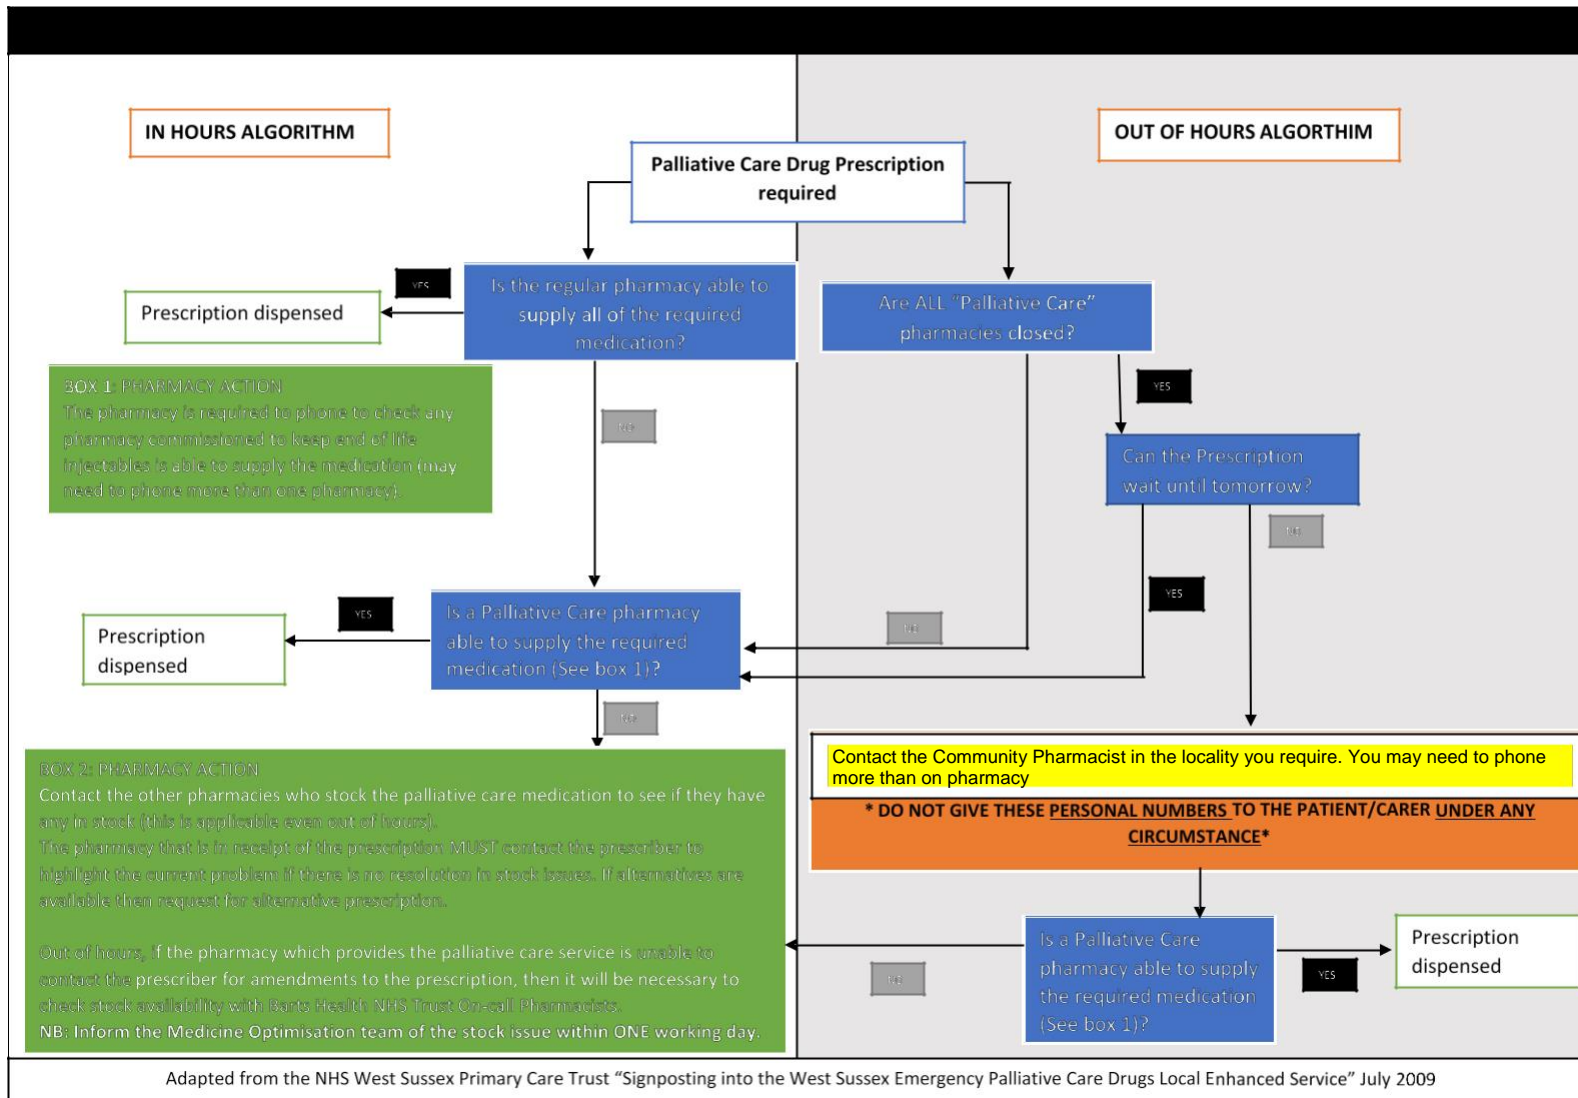 IN HOURS ALGORITHM
OUT OF HOURS ALGORTHIM
Palliative Care Drug Prescription
required
YES
Is the regular pharmacy able to
supply all of the required
medication?
Prescription dispensed
Are ALL "Palliative Care"
pharmacies closed?
BOX 1: PHARMACY ACTION
The pharmacy is required to phone to check any
pharmacy commissioned to keep end of life
injectables is able to supply the medication (may
need to phone more than one pharmacy).
NO
YES
Can the Prescription
wait until tomorrow?
NO
YES
YES
Is a Palliative Care pharmacy
able to supply the required
medication (See box 1)?
Prescription
dispensed
NO
NO
BOX 2: PHARMACY ACTION
Contact the other pharmacies who stock the palliative care medication to see if they have
any in stock (this is applicable even out of hours).
The pharmacy that is in receipt of the prescription MUST contact the prescriber to
highlight the current problem if there is no resolution in stock issues. If alternatives are
available then request for alternative prescription.
Out of hours, if the pharmacy which provides the palliative care service is unable to
contact the prescriber for amendments to the prescription, then it will be necessary to
check stock availability with Barts Health NHS Trust On-call Pharmacists.
NB: Inform the Medicine Optimisation team of the stock issue within ONE working day.
Contact the Community Pharmacist in the locality you require. You may need to phone
more than on pharmacy
* DO NOT GIVE THESE PERSONAL NUMBERS TO THE PATIENT/CARER UNDER ANY
CIRCUMSTANCE*
Is a Palliative Care
pharmacy able to supply
the required medication
(See box 1)?
NO
YES
Prescription
dispensed
Adapted from the NHS West Sussex Primary Care Trust "Signposting into the West Sussex Emergency Palliative Care Drugs Local Enhanced Service" July 2009